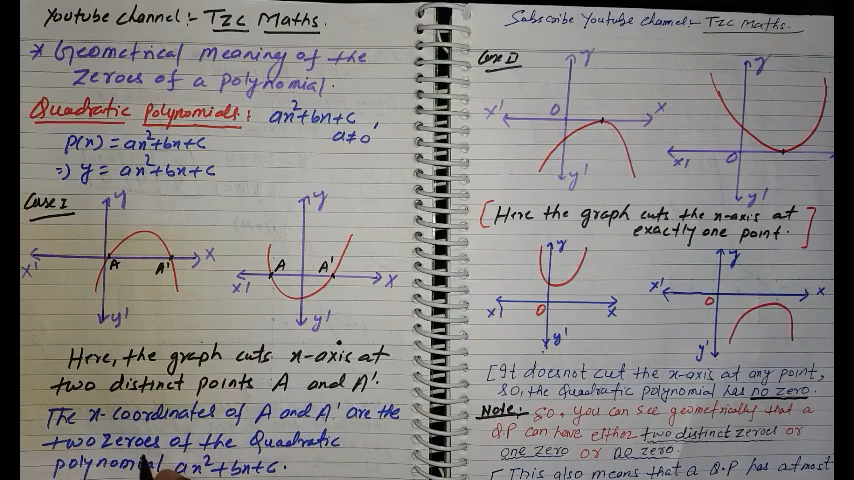 Youtube channel:- Tzc Maths.
* Geometrical meaning of the
Zeroes of a polynomial.
Quadratic Polynomials: ax²+bx+c
a≠0,
P(x) = ax²+bx+c
=> y = ax²+bx+c
Case I
y
y
X'
A
A'
X
X'
A
A'
X
y'
y'
Here, the graph cuts x-axis at
two distinct points A and A'.
The x-coordinates of A and A' are the
two zeroes of the Quadratic
polynomial ax²+bx+c.
Subscribe Youtube channel:- Tzc Maths.
Case II
y
y
X'
O
X
X'
O
y'
y'
[Here the graph cuts the x-axis at
exactly one point.]
y
y
X'
O
X
X'
O
X
y'
y'
[It doesnot cut the x-axis at any point,
so, the Quadratic polynomial has no zero.
Note: So, you can see geometrically that a
Q.P can have either two distinct zeroes or
one zero or no zero.
[This also means that a Q.P has atmost